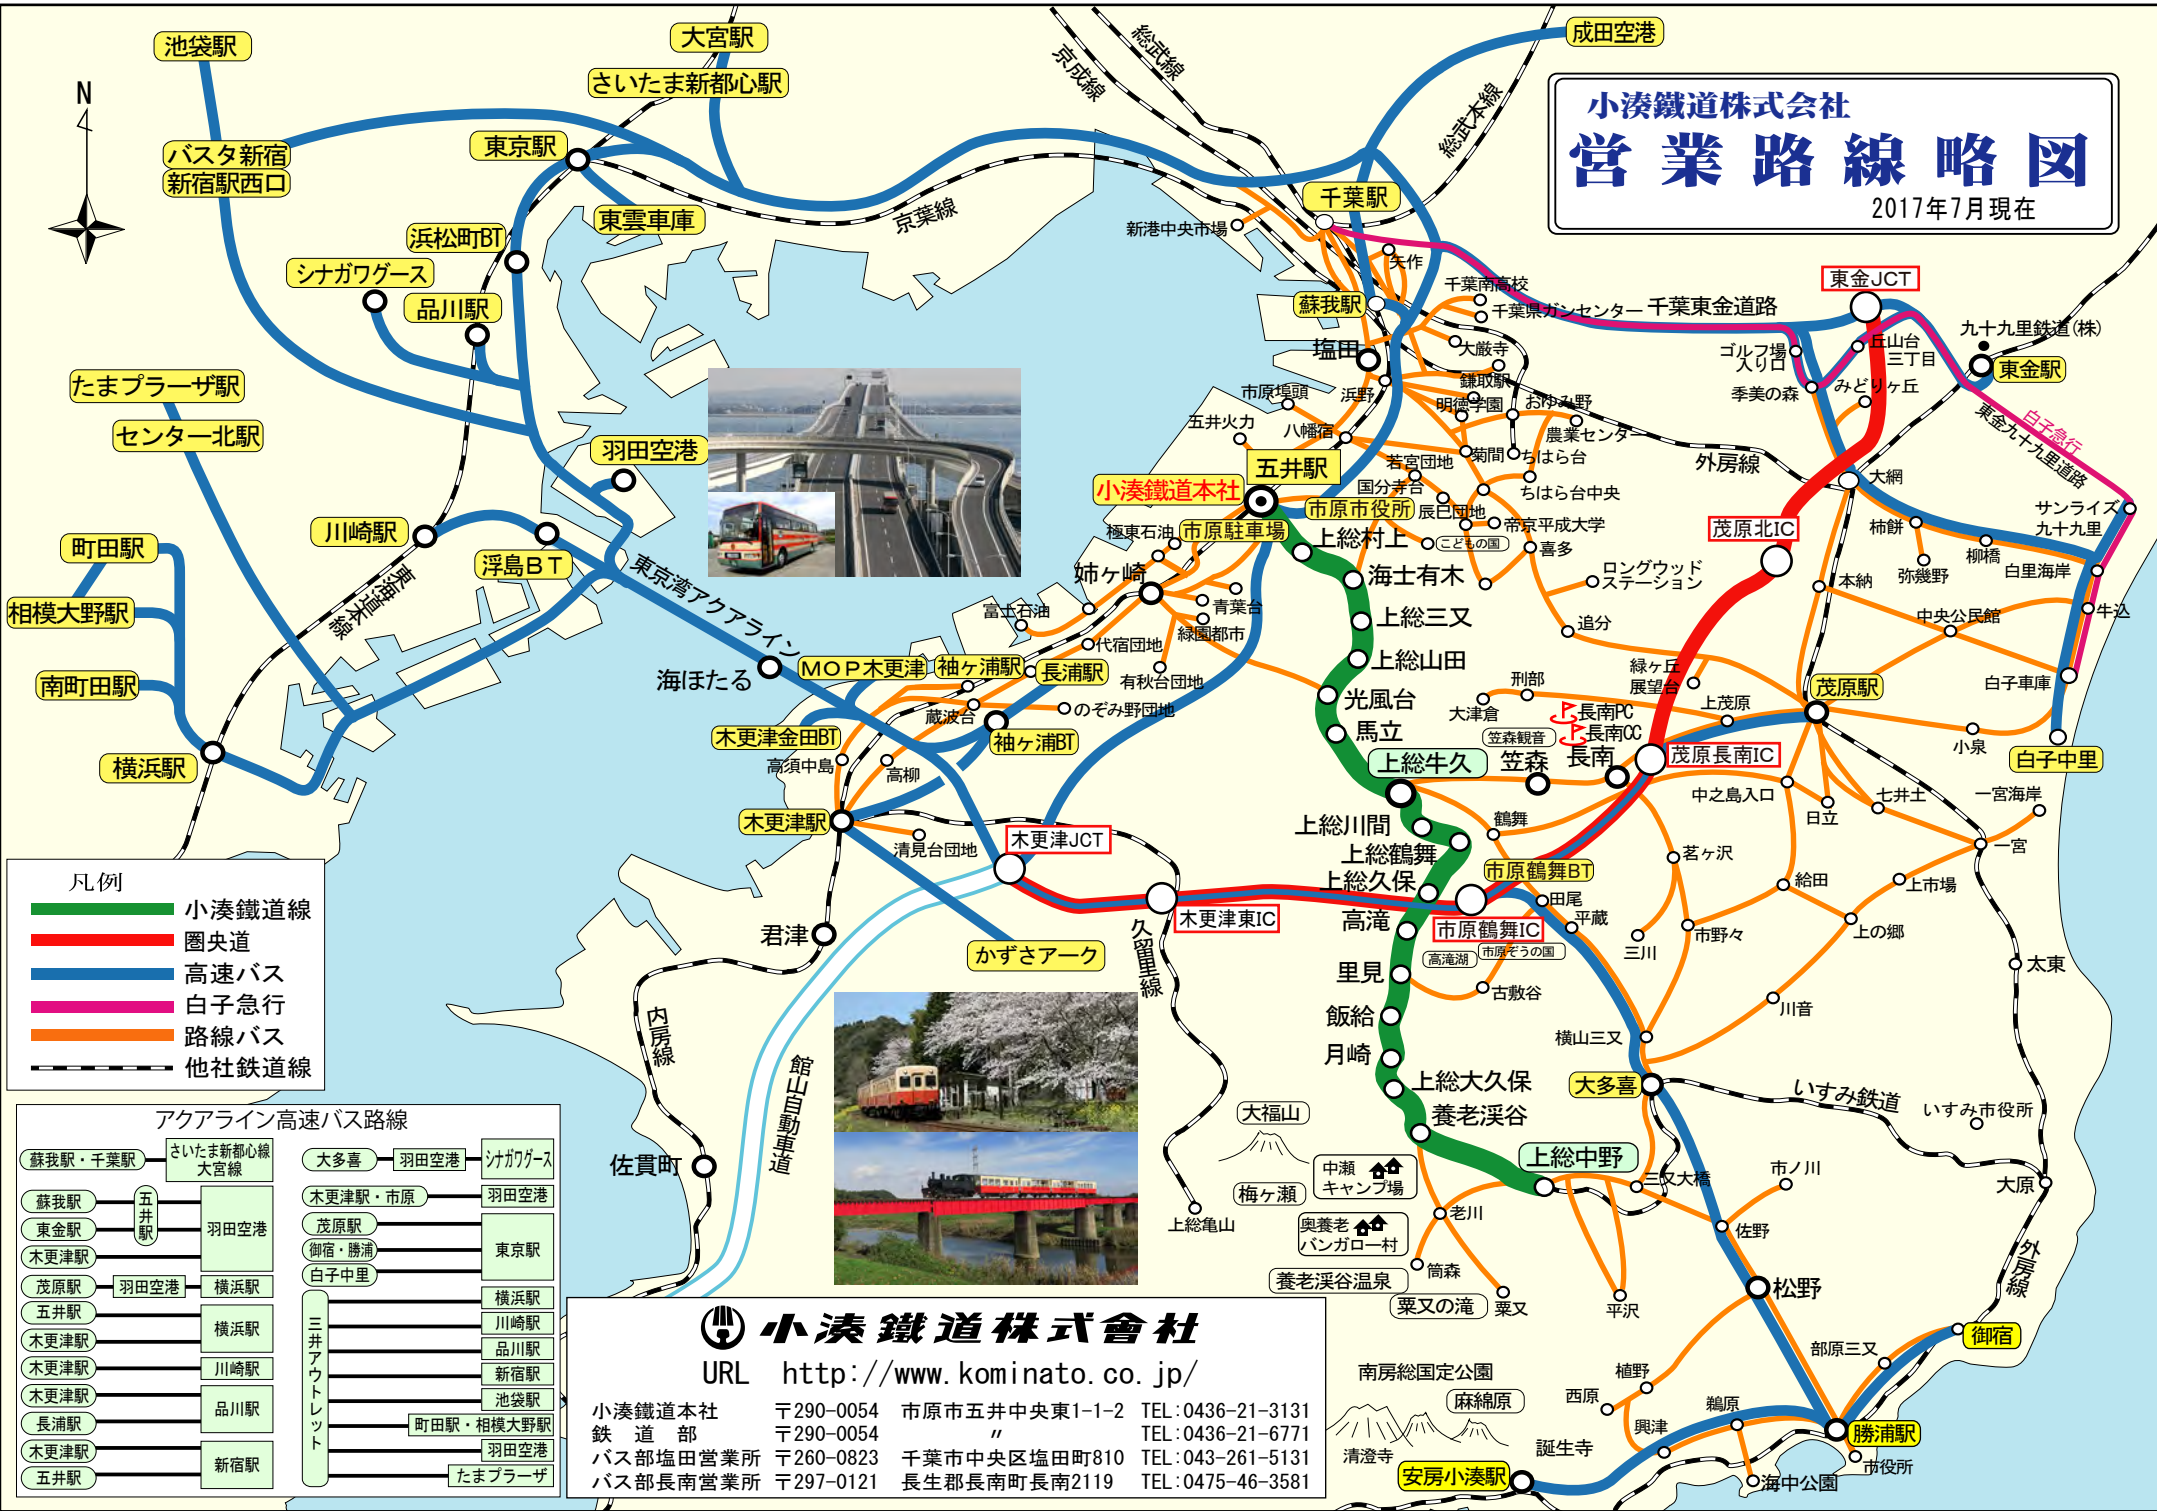 小湊鐵道株式会社
営業路線略図
2017年7月現在
N
池袋駅
大宮駅
さいたま新都心駅
成田空港
総武線
京成線
総武本線
バスタ新宿
新宿駅西口
東京駅
東雲車庫
京葉線
千葉駅
新港中央市場
浜松町BT
シナガワグース
品川駅
矢作
蘇我駅
千葉南高校
千葉県ガンセンター
千葉東金道路
東金JCT
九十九里鉄道(株)
東金駅
丘山台
三丁目
ゴルフ場
入り口
季美の森
みどりヶ丘
白子急行
東金九十九里道路
塩田
大厳寺
鎌取駅
浜野
明徳学園
おゆみ野
農業センター
市原埠頭
五井火力
八幡宿
たまプラーザ駅
センター北駅
羽田空港
五井駅
小湊鐵道本社
市原市役所
市原駐車場
若宮団地
国分寺台
菊間
ちはら台
ちはら台中央
辰巳団地
帝京平成大学
こどもの国
喜多
外房線
大網
茂原北IC
サンライズ
九十九里
柿餅
柳橋
弥幾野
白里海岸
川崎駅
町田駅
浮島BT
東京湾アクアライン
東海道本線
相模大野駅
南町田駅
横浜駅
海ほたる
極東石油
姉ヶ崎
富士石油
青葉台
緑園都市
代宿団地
有秋台団地
上総村上
海士有木
上総三又
上総山田
光風台
馬立
ロングウッド
ステーション
追分
本納
中央公民館
牛込
MOP木更津
袖ヶ浦駅
長浦駅
蔵波台
のぞみ野団地
袖ヶ浦BT
木更津金田BT
高須中島
高柳
木更津駅
清見台団地
緑ヶ丘
展望台
刑部
大津倉
上茂原
茂原駅
白子車庫
小泉
白子中里
長南PC
長南CC
笠森観音
笠森
長南
茂原長南IC
上総牛久
上総川間
上総鶴舞
上総久保
高滝
里見
飯給
月崎
上総大久保
養老渓谷
上総中野
鶴舞
市原鶴舞BT
市原鶴舞IC
高滝湖
市原ぞうの国
田尾
平蔵
古敷谷
中之島入口
日立
七井土
一宮海岸
一宮
茗ヶ沢
給田
上市場
三川
市野々
上の郷
太東
川音
横山三又
大多喜
いすみ鉄道
いすみ市役所
大原
木更津JCT
木更津東IC
久留里線
君津
かずさアーク
内房線
館山自動車道
佐貫町
上総亀山
大福山
梅ヶ瀬
中瀬
キャンプ場
奥養老
バンガロー村
養老渓谷温泉
粟又の滝
老川
筒森
粟又
平沢
三又大橋
市ノ川
佐野
松野
外房線
御宿
部原三又
勝浦駅
市役所
海中公園
鵜原
興津
植野
西原
誕生寺
安房小湊駅
南房総国定公園
麻綿原
清澄寺
凡例
小湊鐵道線
圏央道
高速バス
白子急行
路線バス
他社鉄道線
アクアライン高速バス路線
蘇我駅・千葉駅
さいたま新都心線
大宮線
蘇我駅
東金駅
木更津駅
五井駅
羽田空港
茂原駅 羽田空港 横浜駅
五井駅
木更津駅
横浜駅
木更津駅 川崎駅
木更津駅
長浦駅
品川駅
木更津駅
五井駅
新宿駅
大多喜 羽田空港 シナガワグース
木更津駅・市原 羽田空港
茂原駅
御宿・勝浦
白子中里
東京駅
三井アウトレット
横浜駅
川崎駅
品川駅
新宿駅
池袋駅
町田駅・相模大野駅
羽田空港
たまプラーザ
小湊鐵道株式會社
URL http://www.kominato.co.jp/
小湊鐵道本社 〒290-0054 市原市五井中央東1-1-2 TEL:0436-21-3131
鉄道部 〒290-0054 〃 TEL:0436-21-6771
バス部塩田営業所 〒260-0823 千葉市中央区塩田町810 TEL:043-261-5131
バス部長南営業所 〒297-0121 長生郡長南町長南2119 TEL:0475-46-3581